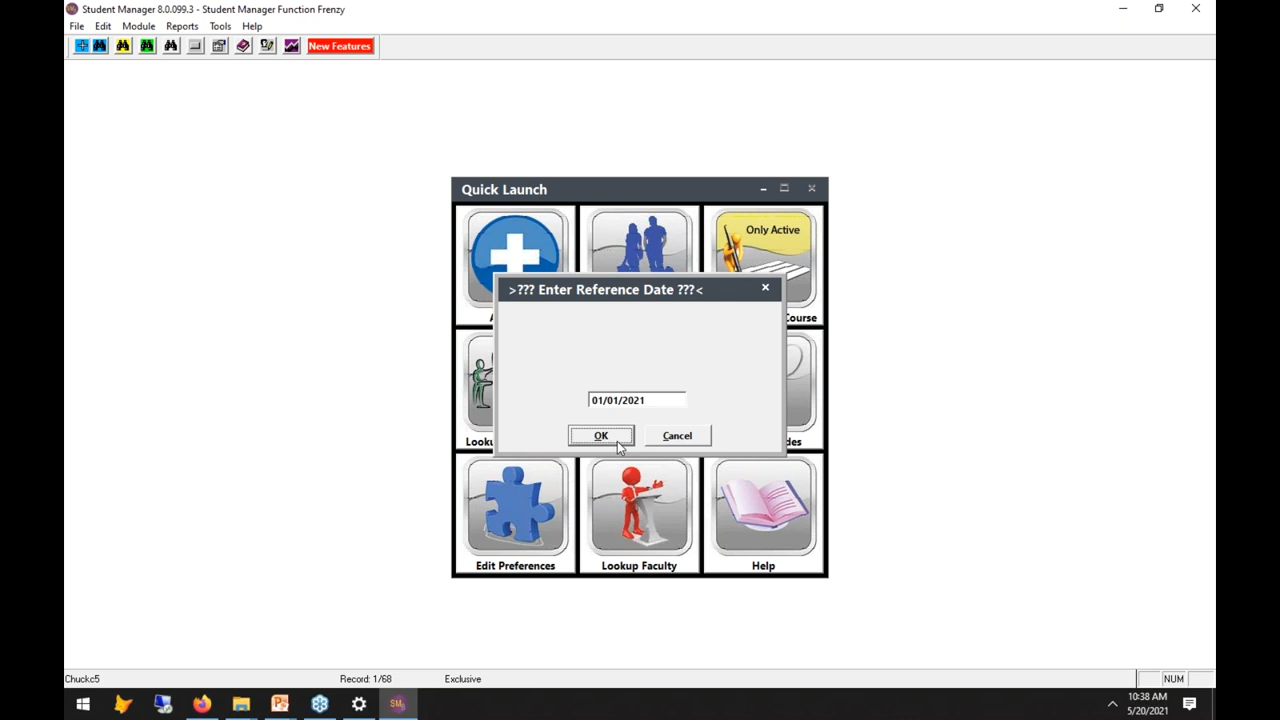 Student Manager 8.0.099.3 - Student Manager Function Frenzy
File Edit Module Reports Tools Help
New Features
Quick Launch
Only Active
>??? Enter Reference Date ???<
Course
01/01/2021
OK Cancel
Edit Preferences Lookup Faculty Help
Chuckc5 Record: 1/68 Exclusive NUM
SM
10:38 AM
5/20/2021